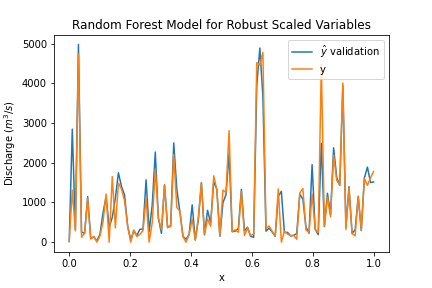 Random Forest Model for Robust Scaled Variables
ŷ validation
y
Discharge (m³/s)
5000
4000
3000
2000
1000
0
0.0 0.2 0.4 0.6 0.8 1.0
x